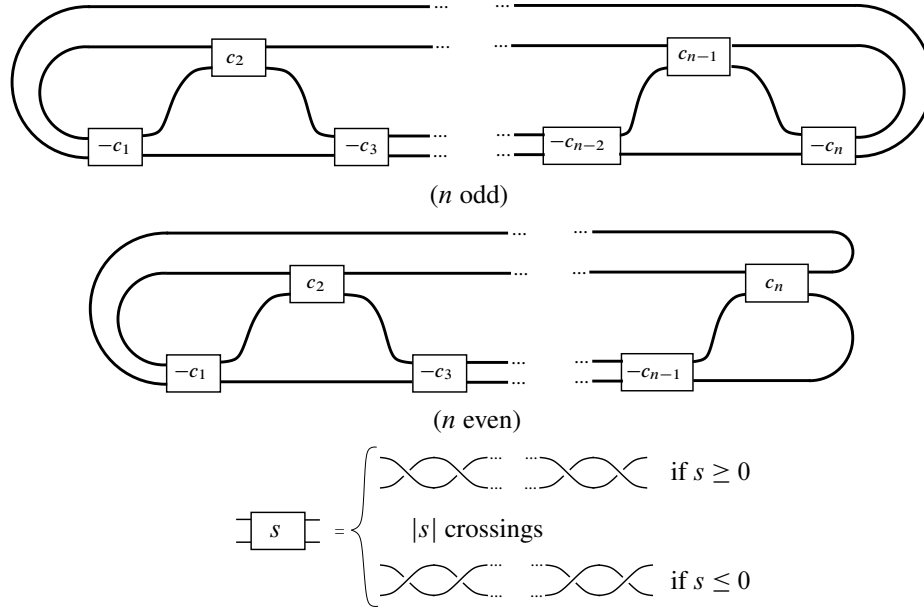 ... ...
... ...
c₂ cₙ₋₁
−c₁ −c₃ ... ... −cₙ₋₂ −cₙ
... ...
(n odd)
... ...
... ...
c₂ cₙ
−c₁ −c₃ ... ... −cₙ₋₁
... ...
(n even)
... ... if s ≥ 0
... ...
s = |s| crossings
... ... if s ≤ 0
... ...